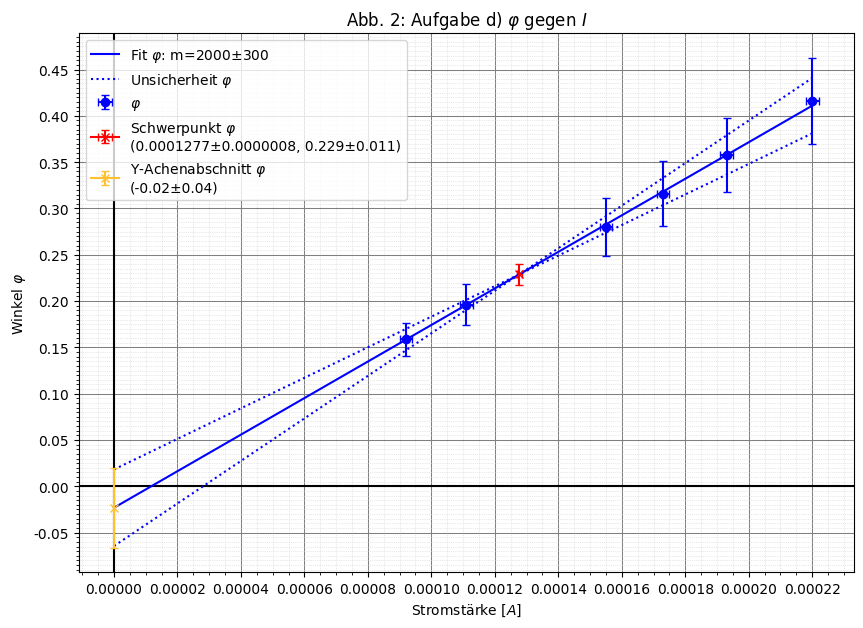 Abb. 2: Aufgabe d) φ gegen I
Fit φ: m=2000±300
Unsicherheit φ
φ
Schwerpunkt φ
(0.0001277±0.0000008, 0.229±0.011)
Y-Achenabschnitt φ
(-0.02±0.04)
Winkel φ
0.45
0.40
0.35
0.30
0.25
0.20
0.15
0.10
0.05
0.00
-0.05
0.00000 0.00002 0.00004 0.00006 0.00008 0.00010 0.00012 0.00014 0.00016 0.00018 0.00020 0.00022
Stromstärke [A]